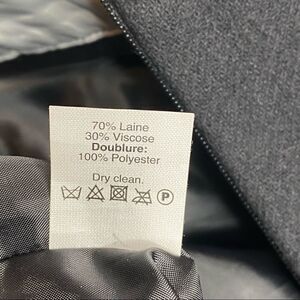 70% Laine
30% Viscose
Doublure:
100% Polyester
Dry clean.
P